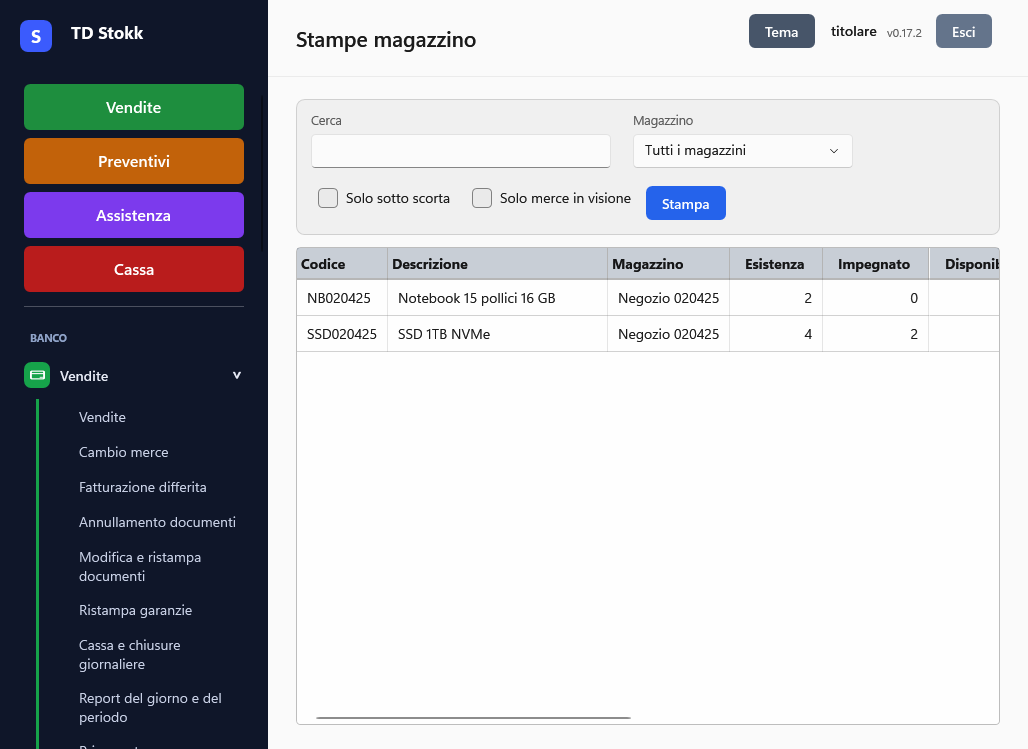 S
TD Stokk
Vendite
Preventivi
Assistenza
Cassa
BANCO
Vendite
Vendite
Cambio merce
Fatturazione differita
Annullamento documenti
Modifica e ristampa
documenti
Ristampa garanzie
Cassa e chiusure
giornaliere
Report del giorno e del
periodo
Stampe magazzino
Tema
titolare
v0.17.2
Esci
Cerca
Magazzino
Tutti i magazzini
Solo sotto scorta
Solo merce in visione
Stampa
Codice Descrizione Magazzino Esistenza Impegnato
NB020425 Notebook 15 pollici 16 GB Negozio 020425 2 0
SSD020425 SSD 1TB NVMe Negozio 020425 4 2